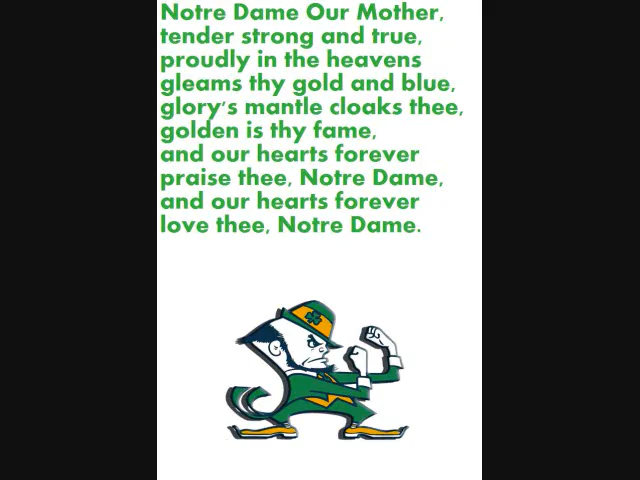 Notre Dame Our Mother,
tender strong and true,
proudly in the heavens
gleams thy gold and blue,
glory's mantle cloaks thee,
golden is thy fame,
and our hearts forever
praise thee, Notre Dame,
and our hearts forever
love thee, Notre Dame.